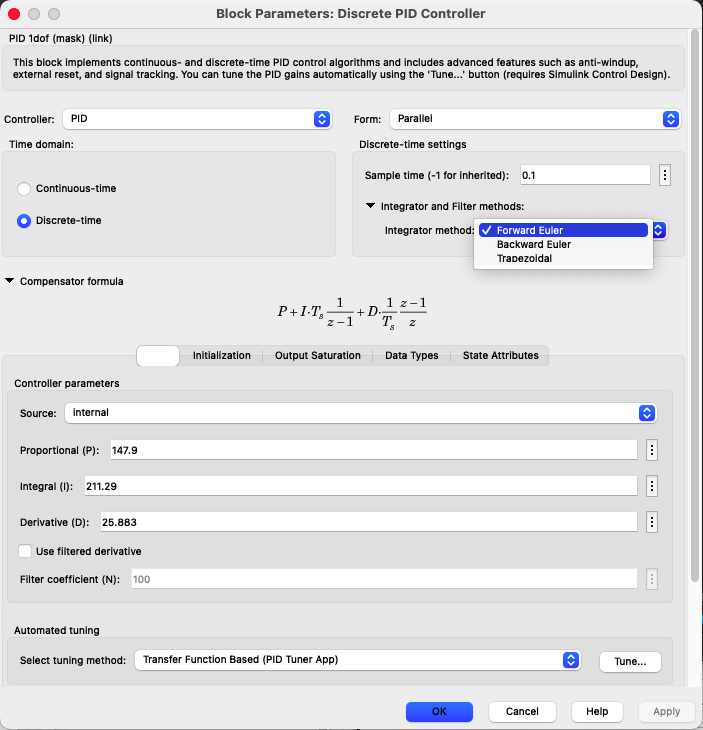 Block Parameters: Discrete PID Controller
PID 1dof (mask) (link)
This block implements continuous- and discrete-time PID control algorithms and includes advanced features such as anti-windup,
external reset, and signal tracking. You can tune the PID gains automatically using the 'Tune...' button (requires Simulink Control Design).
Controller: PID Form: Parallel
Time domain: Discrete-time settings
Sample time (-1 for inherited): 0.1
Continuous-time
Integrator and Filter methods:
Discrete-time
Integrator method: ✓ Forward Euler
Backward Euler
Trapezoidal
Compensator formula
P + I·T_s 1/(z−1) + D·1/T_s (z−1)/z
Initialization Output Saturation Data Types State Attributes
Controller parameters
Source: internal
Proportional (P): 147.9
Integral (I): 211.29
Derivative (D): 25.883
Use filtered derivative
Filter coefficient (N): 100
Automated tuning
Select tuning method: Transfer Function Based (PID Tuner App) Tune...
OK Cancel Help Apply